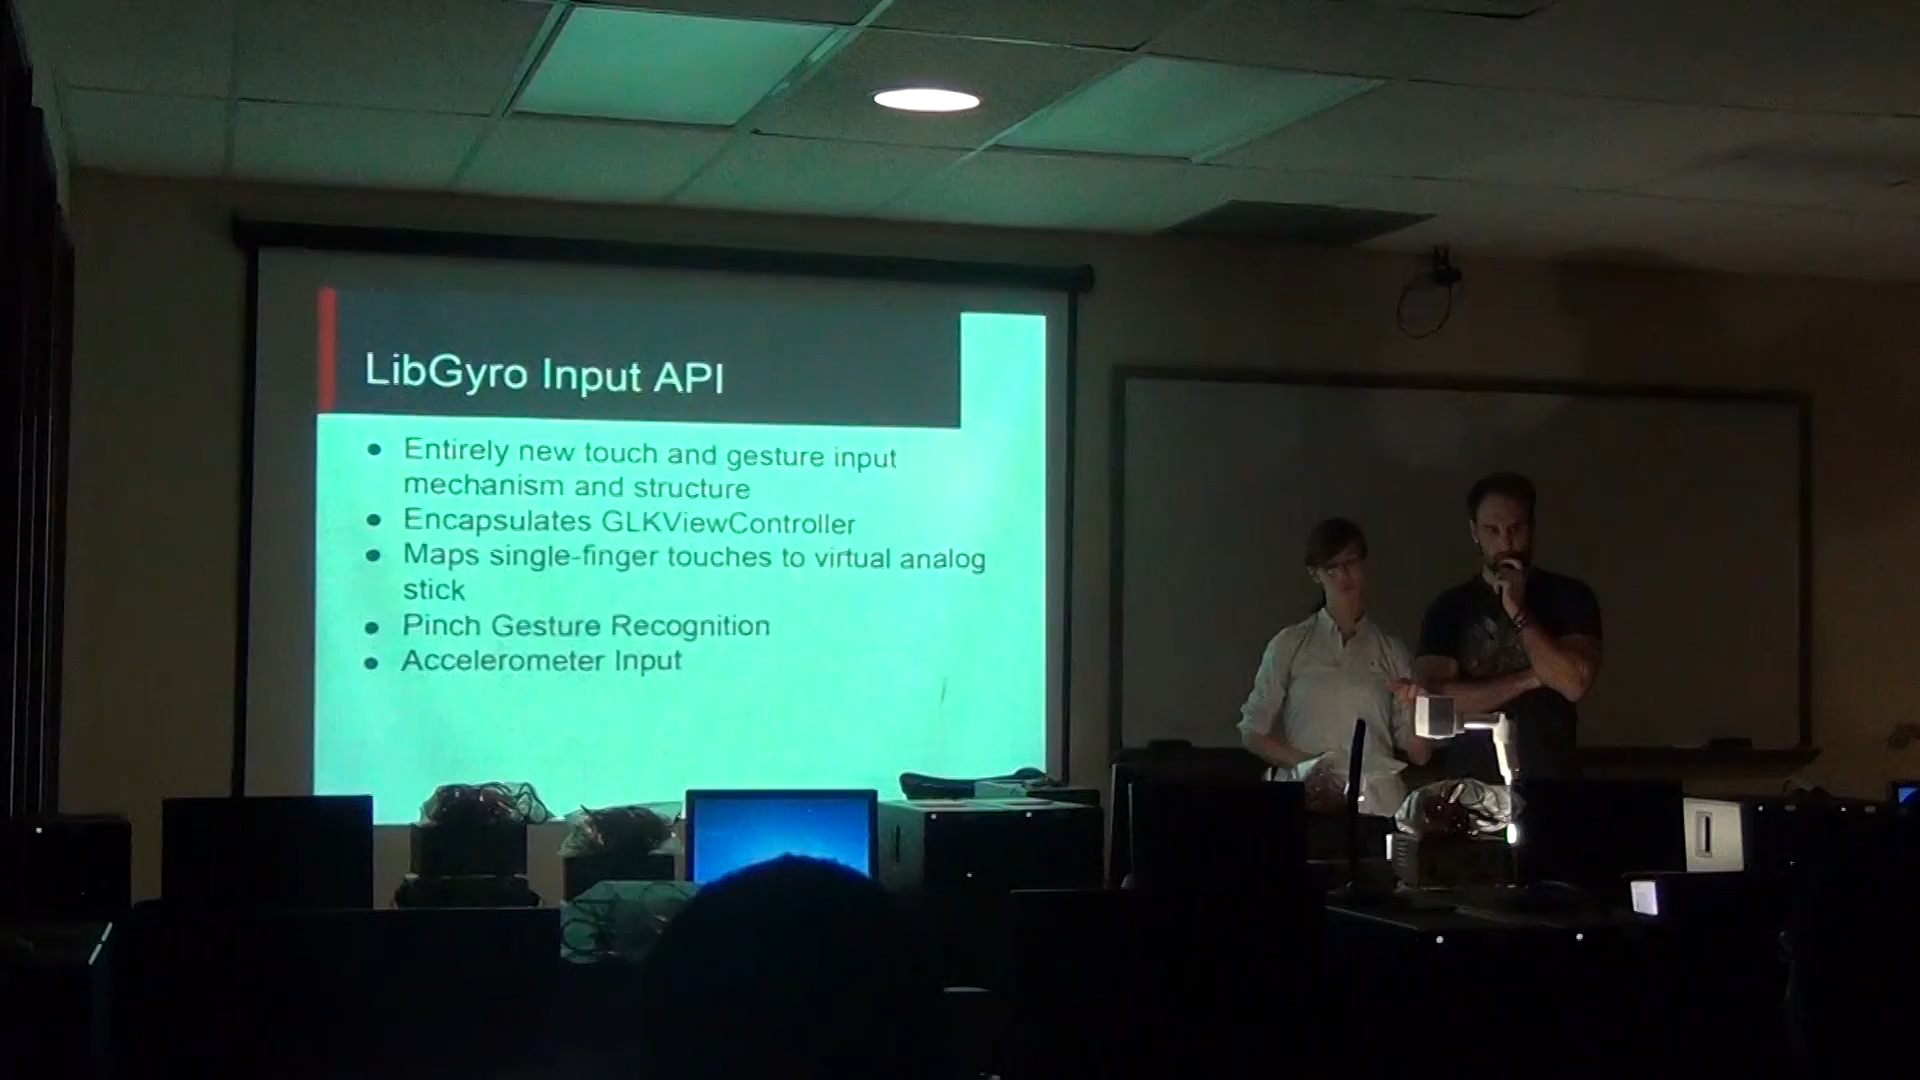 LibGyro Input API
● Entirely new touch and gesture input
mechanism and structure
● Encapsulates GLKViewController
● Maps single-finger touches to virtual analog
stick
● Pinch Gesture Recognition
● Accelerometer Input